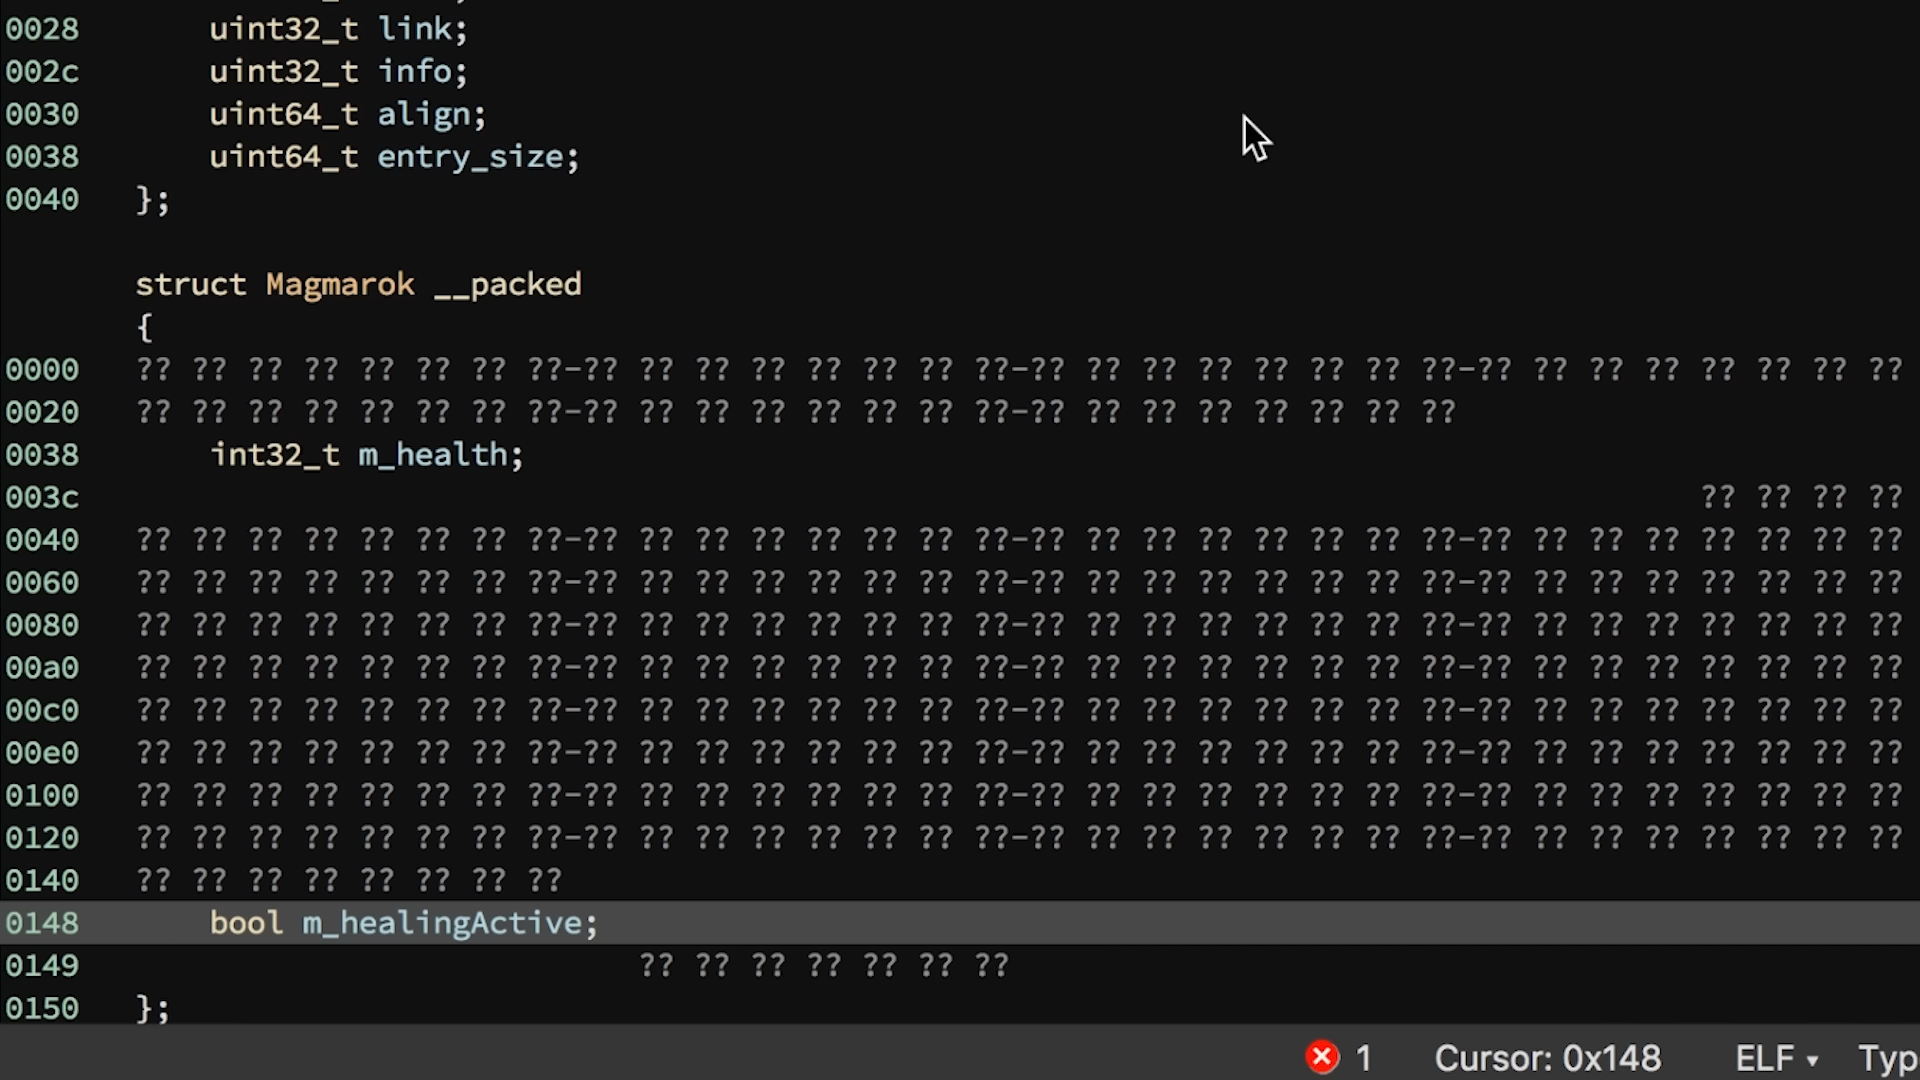 0028 uint32_t link;
002c uint32_t info;
0030 uint64_t align;
0038 uint64_t entry_size;
0040 };
struct Magmarok __packed
{
0000 ?? ?? ?? ?? ?? ?? ?? ??-?? ?? ?? ?? ?? ?? ?? ??-?? ?? ?? ?? ?? ?? ?? ??-?? ?? ?? ?? ?? ?? ??
0020 ?? ?? ?? ?? ?? ?? ?? ??-?? ?? ?? ?? ?? ?? ?? ??-?? ?? ?? ?? ?? ?? ?? ??
0038 int32_t m_health;
003c ?? ?? ?? ??
0040 ?? ?? ?? ?? ?? ?? ?? ??-?? ?? ?? ?? ?? ?? ?? ??-?? ?? ?? ?? ?? ?? ?? ??-?? ?? ?? ?? ?? ?? ??
0060 ?? ?? ?? ?? ?? ?? ?? ??-?? ?? ?? ?? ?? ?? ?? ??-?? ?? ?? ?? ?? ?? ?? ??-?? ?? ?? ?? ?? ?? ??
0080 ?? ?? ?? ?? ?? ?? ?? ??-?? ?? ?? ?? ?? ?? ?? ??-?? ?? ?? ?? ?? ?? ?? ??-?? ?? ?? ?? ?? ?? ??
00a0 ?? ?? ?? ?? ?? ?? ?? ??-?? ?? ?? ?? ?? ?? ?? ??-?? ?? ?? ?? ?? ?? ?? ??-?? ?? ?? ?? ?? ?? ??
00c0 ?? ?? ?? ?? ?? ?? ?? ??-?? ?? ?? ?? ?? ?? ?? ??-?? ?? ?? ?? ?? ?? ?? ??-?? ?? ?? ?? ?? ?? ??
00e0 ?? ?? ?? ?? ?? ?? ?? ??-?? ?? ?? ?? ?? ?? ?? ??-?? ?? ?? ?? ?? ?? ?? ??-?? ?? ?? ?? ?? ?? ??
0100 ?? ?? ?? ?? ?? ?? ?? ??-?? ?? ?? ?? ?? ?? ?? ??-?? ?? ?? ?? ?? ?? ?? ??-?? ?? ?? ?? ?? ?? ??
0120 ?? ?? ?? ?? ?? ?? ?? ??-?? ?? ?? ?? ?? ?? ?? ??-?? ?? ?? ?? ?? ?? ?? ??-?? ?? ?? ?? ?? ?? ??
0140 ?? ?? ?? ?? ?? ?? ?? ??
0148 bool m_healingActive;
0149 ?? ?? ?? ?? ?? ?? ??
0150 };
1 Cursor: 0x148 ELF Typ